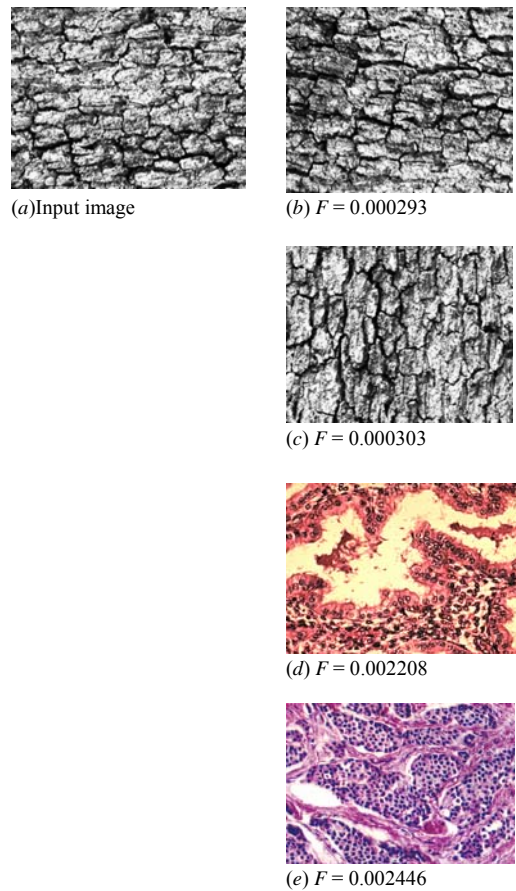 (a)Input image
(b) F = 0.000293
(c) F = 0.000303
(d) F = 0.002208
(e) F = 0.002446